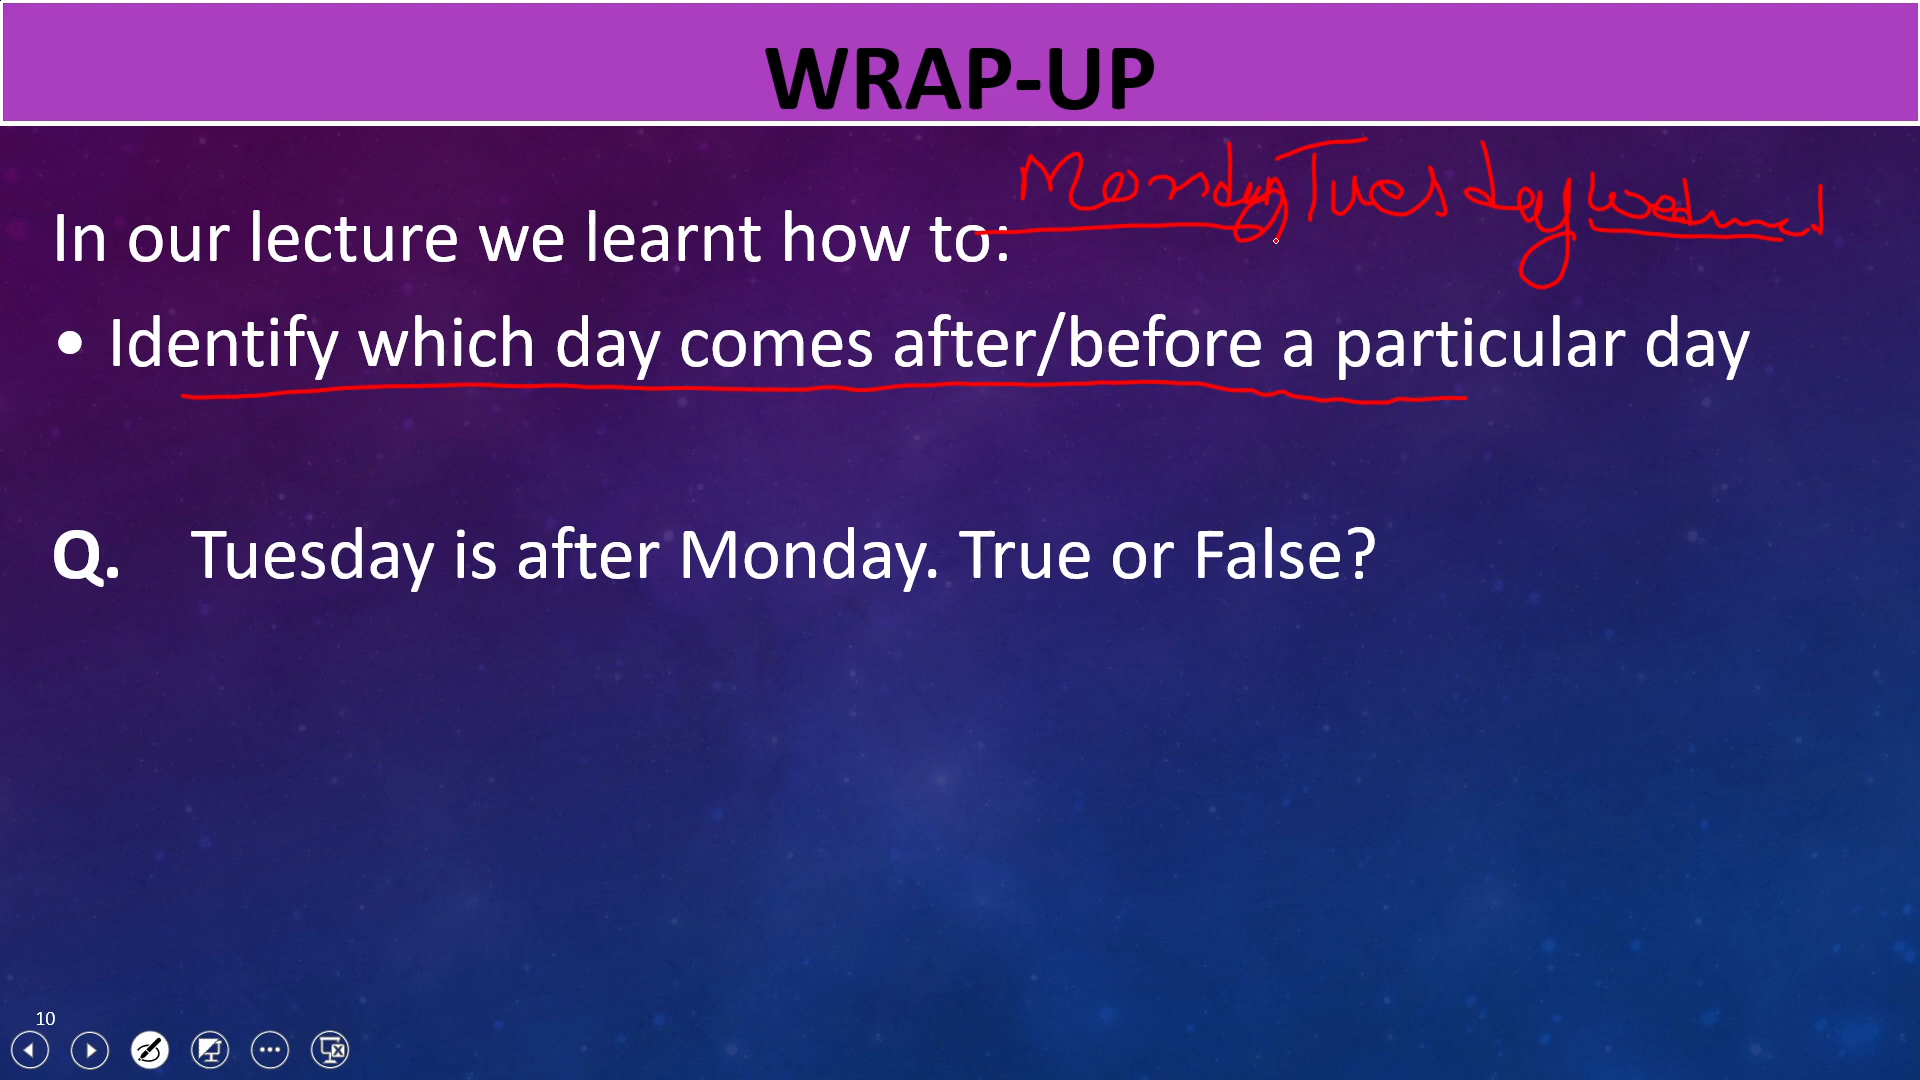 WRAP-UP
Monday Tuesday Wednes
In our lecture we learnt how to:
• Identify which day comes after/before a particular day
Q. Tuesday is after Monday. True or False?
10